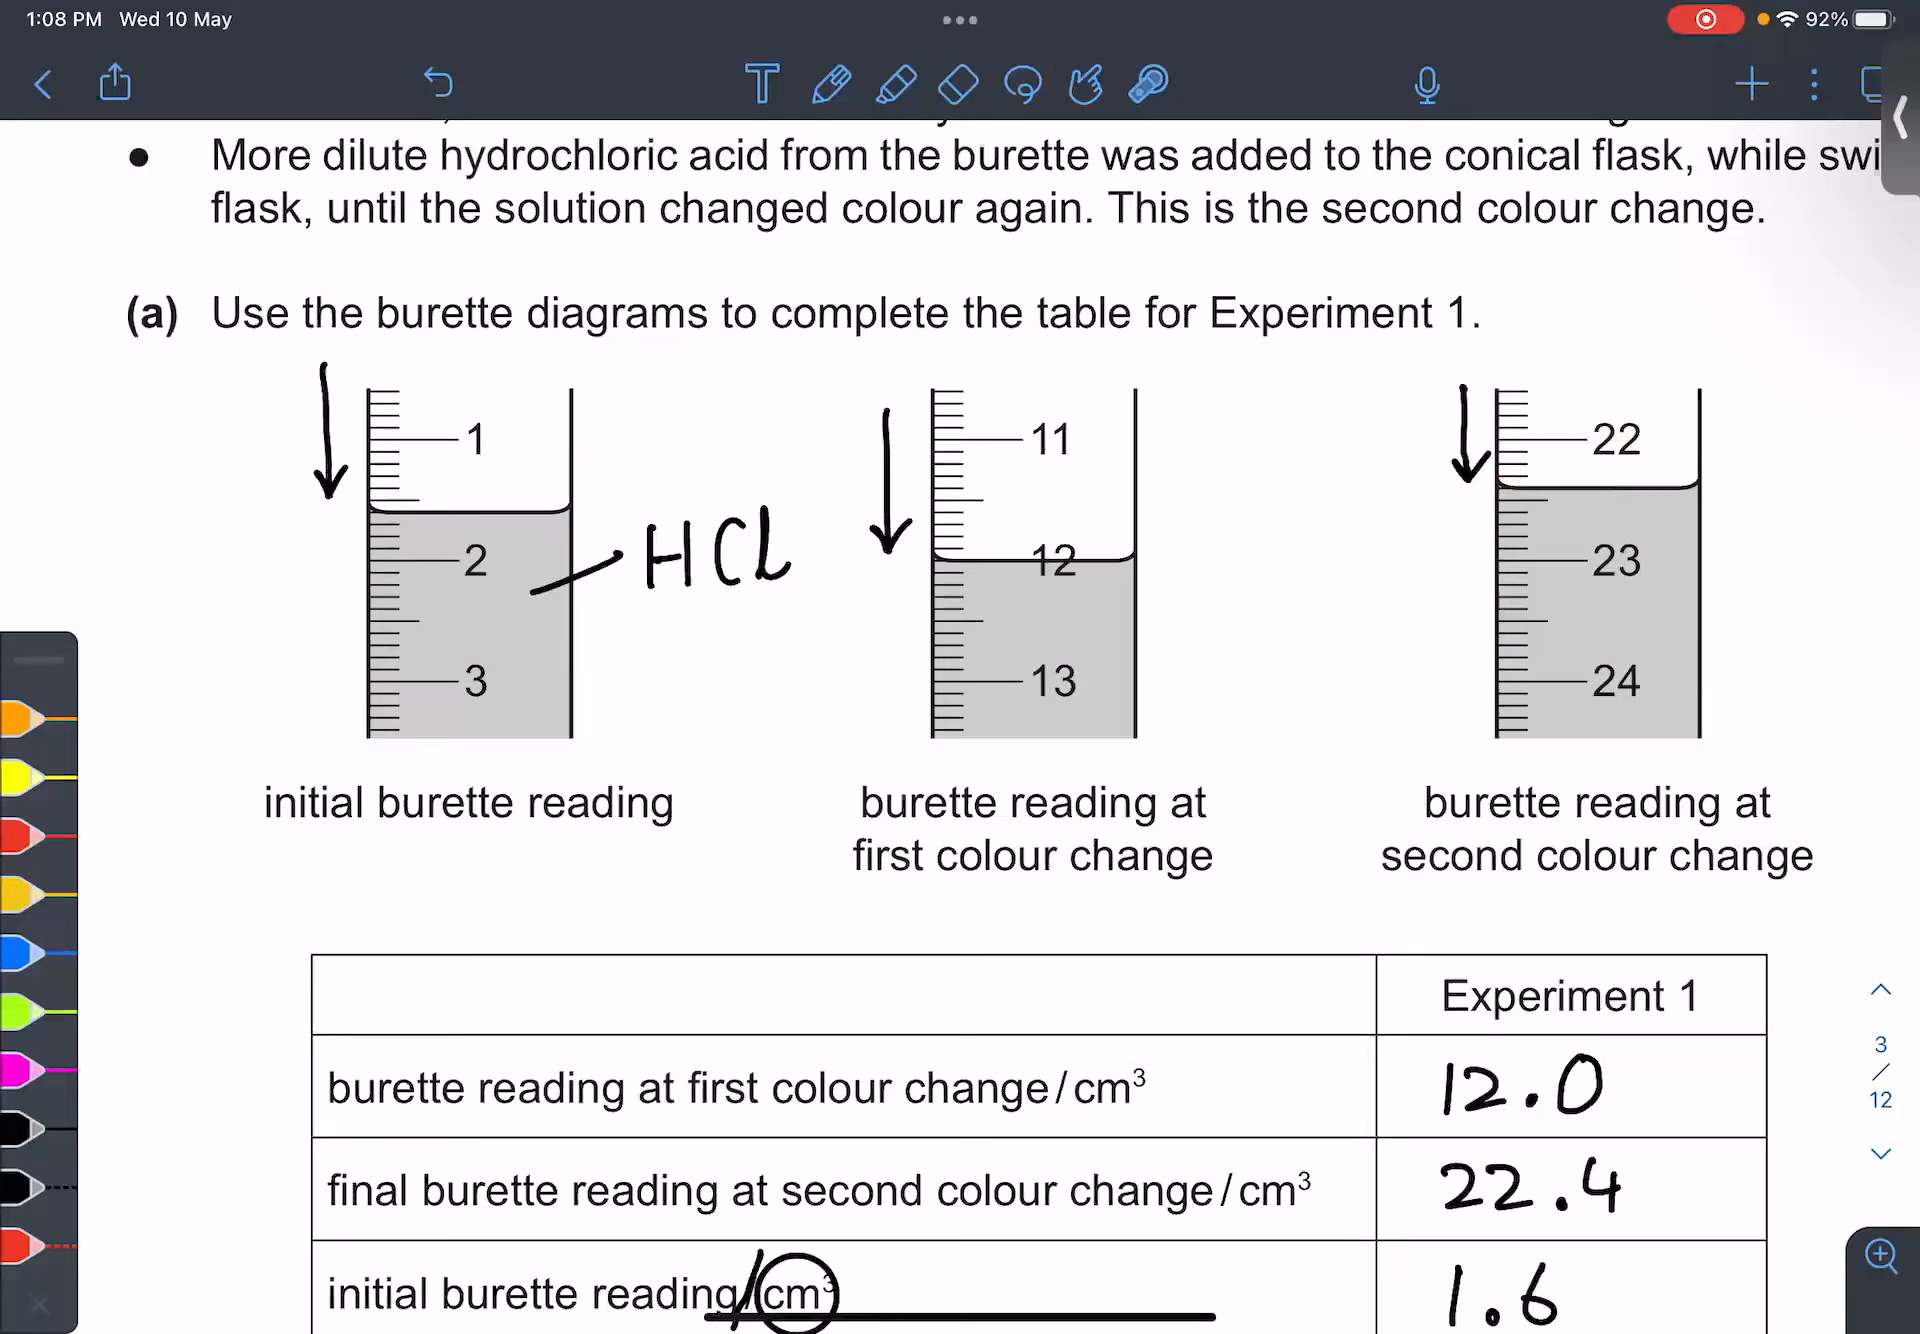 1:08 PM Wed 10 May
92%
• More dilute hydrochloric acid from the burette was added to the conical flask, while swi
flask, until the solution changed colour again. This is the second colour change.
(a) Use the burette diagrams to complete the table for Experiment 1.
1 11 22
HCl
2 12 23
3 13 24
initial burette reading
burette reading at
first colour change
burette reading at
second colour change
Experiment 1
burette reading at first colour change/cm³ 12.0
final burette reading at second colour change/cm³ 22.4
initial burette reading/cm³ 1.6
3
/
12